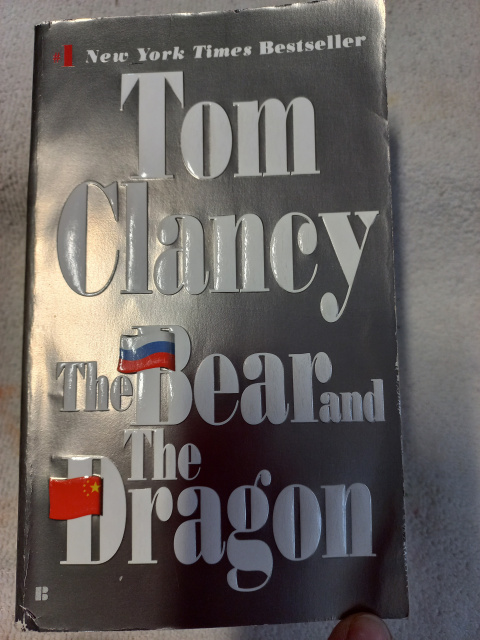 #1 New York Times Bestseller
Tom
Clancy
The Bear and
The
Dragon
B